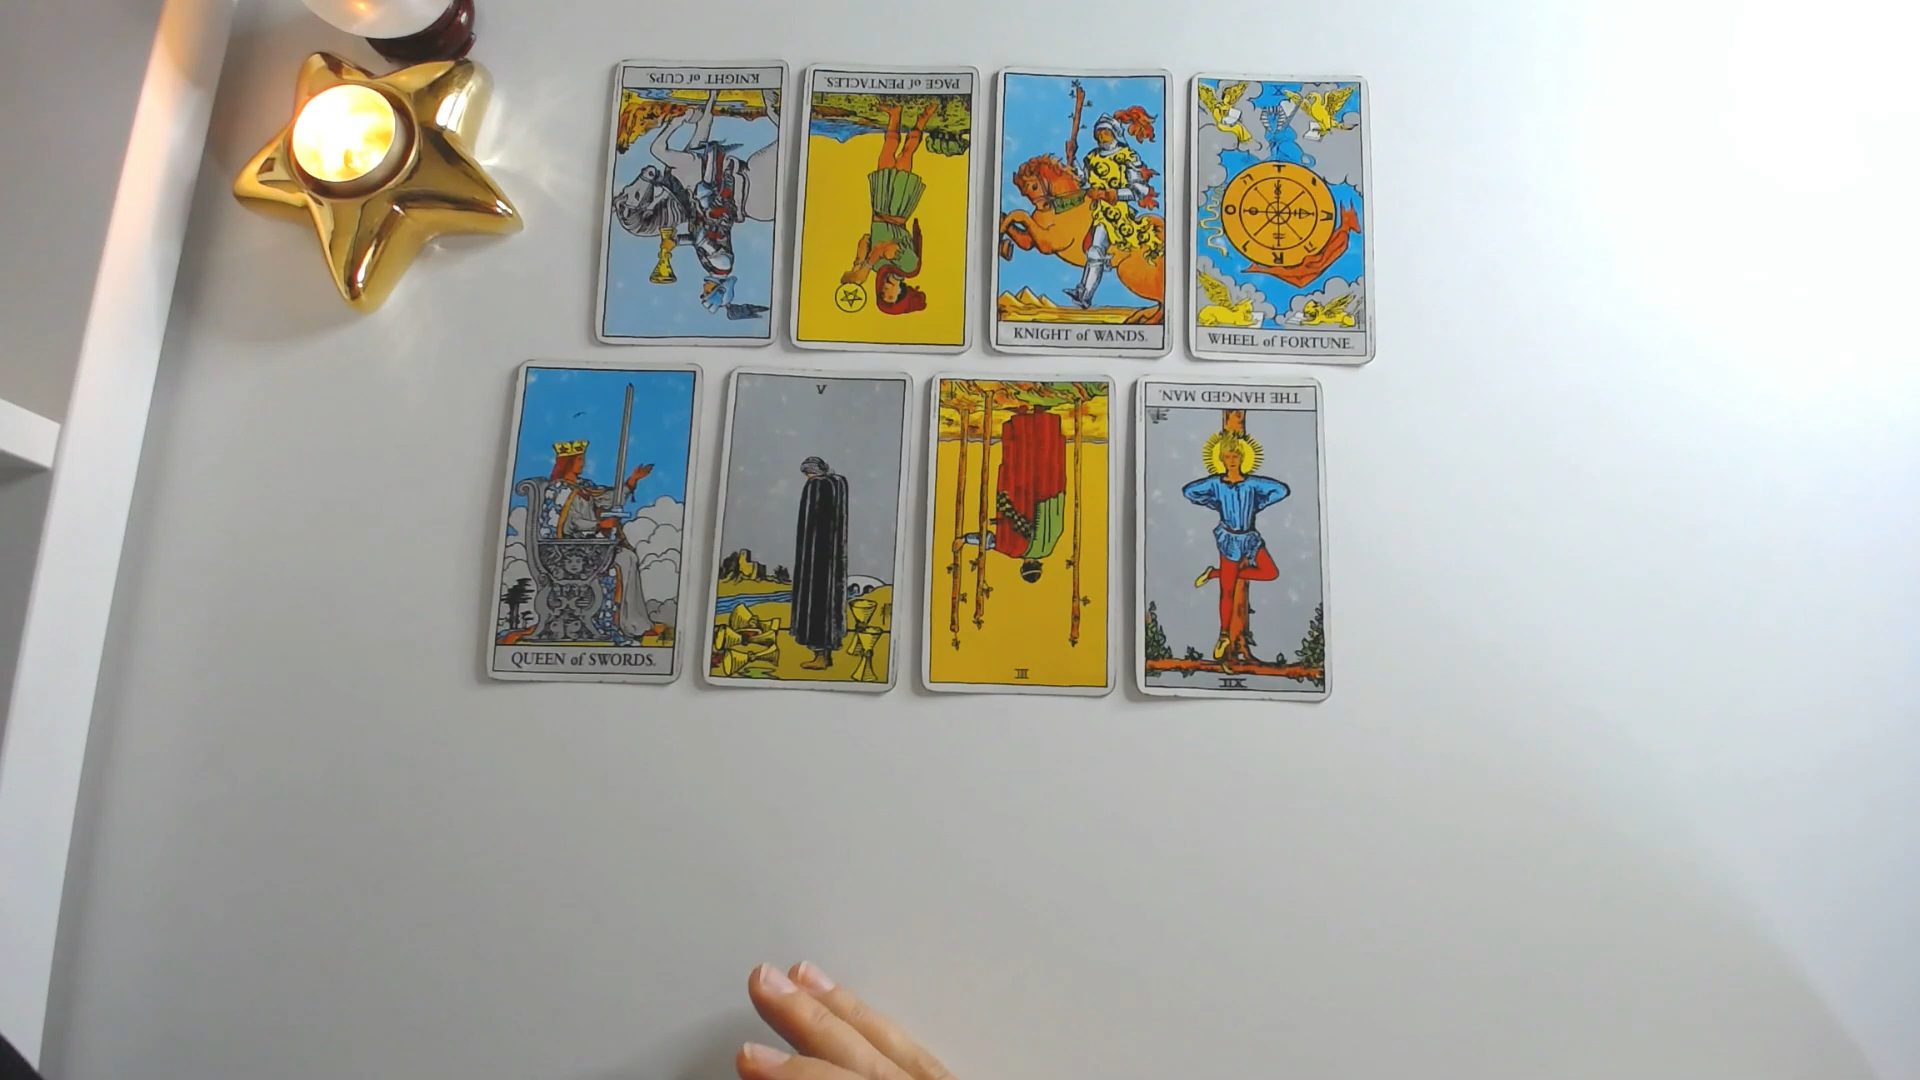 KNIGHT of CUPS.
PAGE of PENTACLES.
KNIGHT of WANDS.
X
T A R O
WHEEL of FORTUNE.
QUEEN of SWORDS.
V
III
THE HANGED MAN.
XII